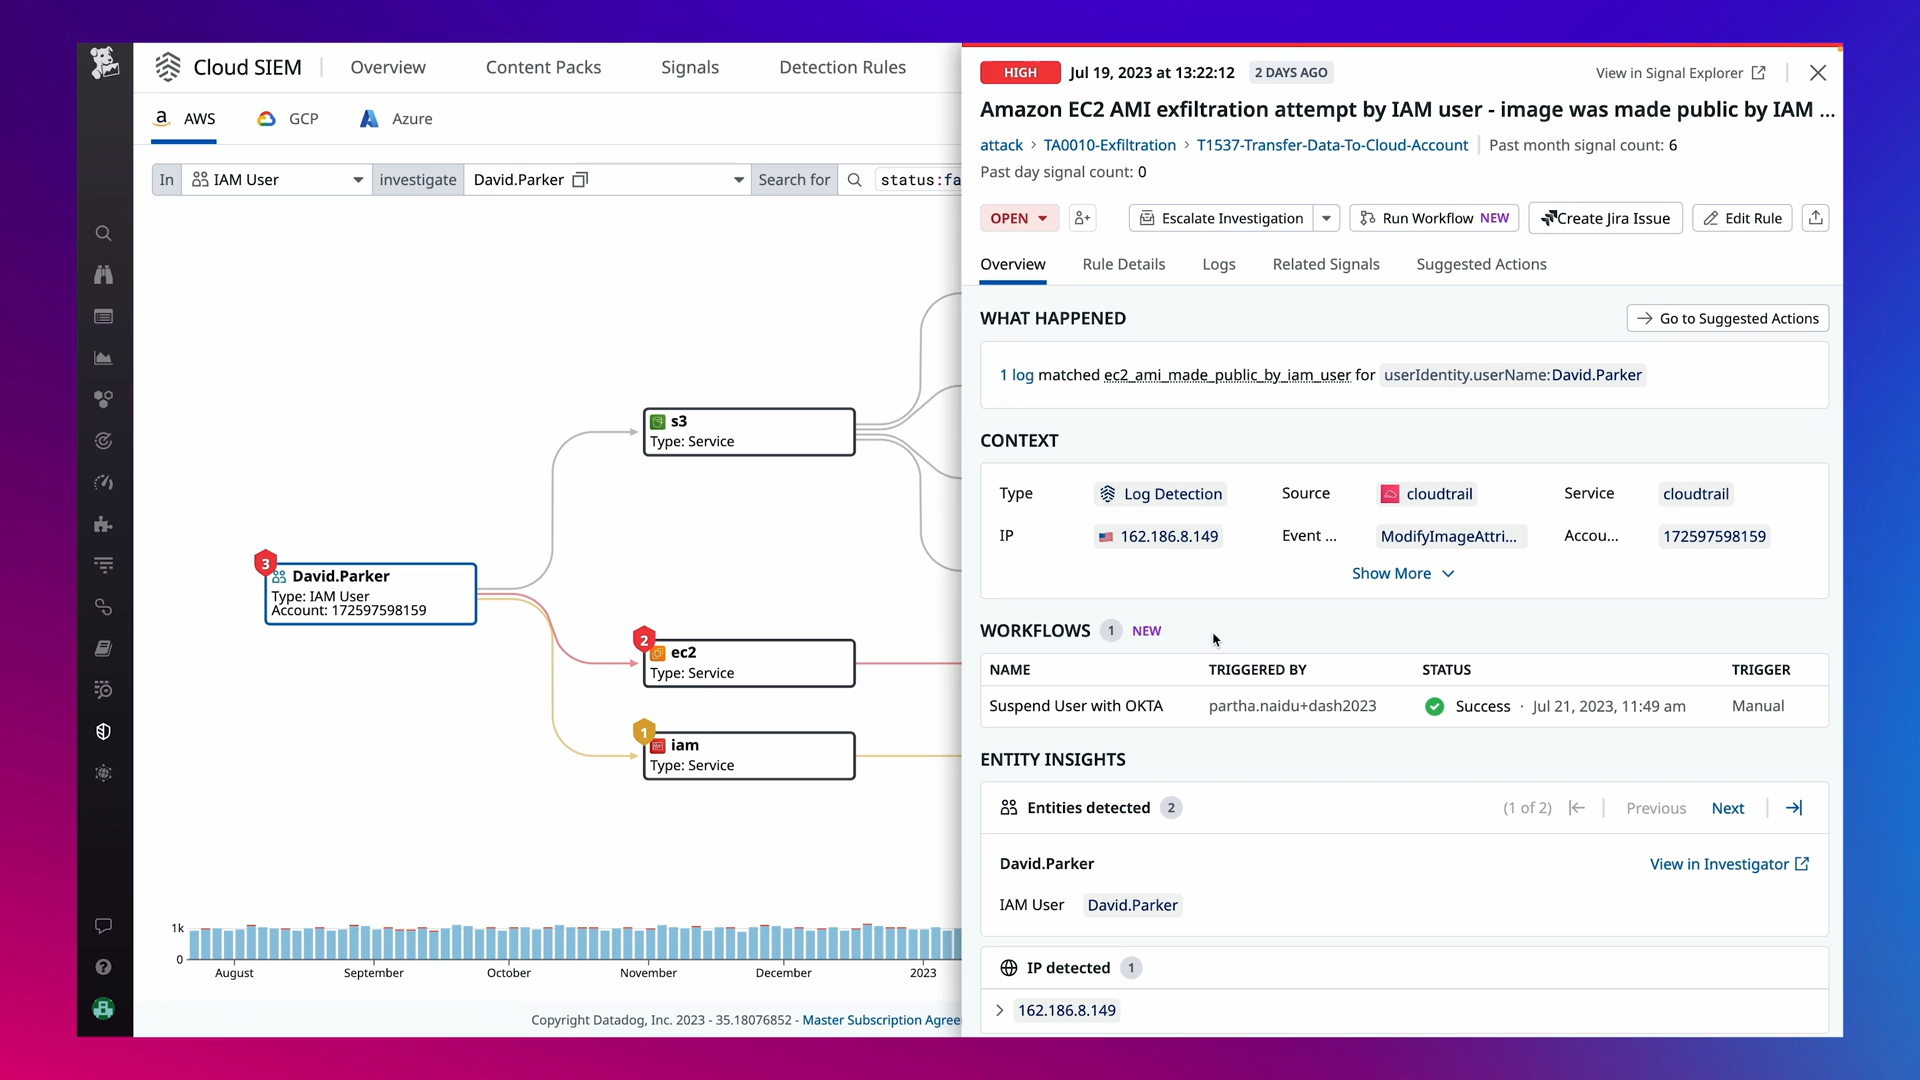 Cloud SIEM
Overview
Content Packs
Signals
Detection Rules
AWS
GCP
Azure
In
IAM User
investigate
David.Parker
Search for
status:fa
s3
Type: Service
3
David.Parker
Type: IAM User
Account: 172597598159
2
ec2
Type: Service
1
iam
Type: Service
1k
0
August
September
October
November
December
2023
Copyright Datadog, Inc. 2023 - 35.18076852 - Master Subscription Agree
HIGH
Jul 19, 2023 at 13:22:12
2 DAYS AGO
View in Signal Explorer
Amazon EC2 AMI exfiltration attempt by IAM user - image was made public by IAM ...
attack > TA0010-Exfiltration > T1537-Transfer-Data-To-Cloud-Account
Past month signal count: 6
Past day signal count: 0
OPEN
Escalate Investigation
Run Workflow NEW
Create Jira Issue
Edit Rule
Overview
Rule Details
Logs
Related Signals
Suggested Actions
WHAT HAPPENED
Go to Suggested Actions
1 log matched ec2_ami_made_public_by_iam_user for userIdentity.userName:David.Parker
CONTEXT
Type
Log Detection
Source
cloudtrail
Service
cloudtrail
IP
162.186.8.149
Event ...
ModifyImageAttri...
Accou...
172597598159
Show More
WORKFLOWS 1 NEW
NAME
TRIGGERED BY
STATUS
TRIGGER
Suspend User with OKTA
partha.naidu+dash2023
Success · Jul 21, 2023, 11:49 am
Manual
ENTITY INSIGHTS
Entities detected 2
(1 of 2)
Previous
Next
David.Parker
View in Investigator
IAM User
David.Parker
IP detected 1
162.186.8.149